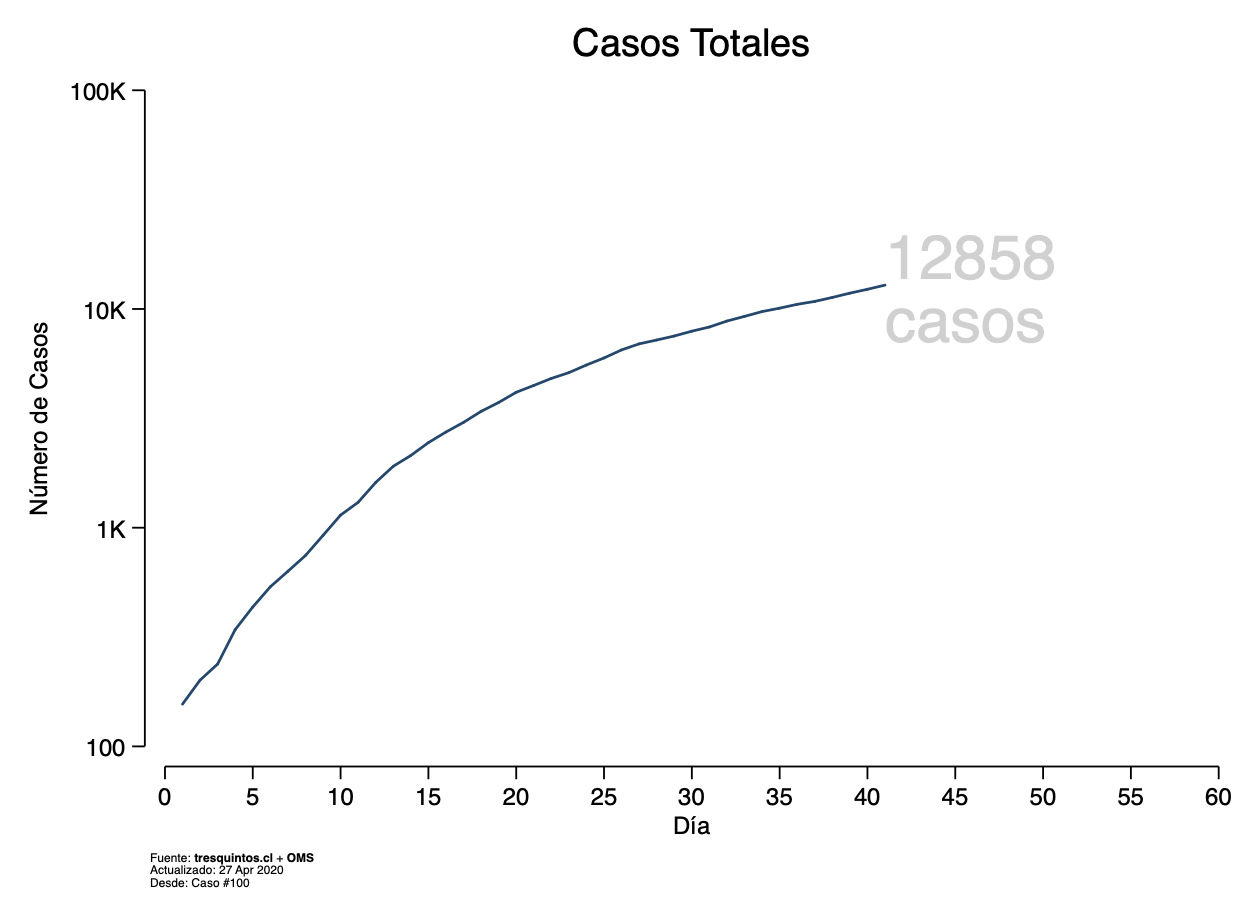 Casos Totales
100K
10K
1K
100
Número de Casos
12858
casos
0 5 10 15 20 25 30 35 40 45 50 55 60
Día
Fuente: tresquintos.cl + OMS
Actualizado: 27 Apr 2020
Desde: Caso #100